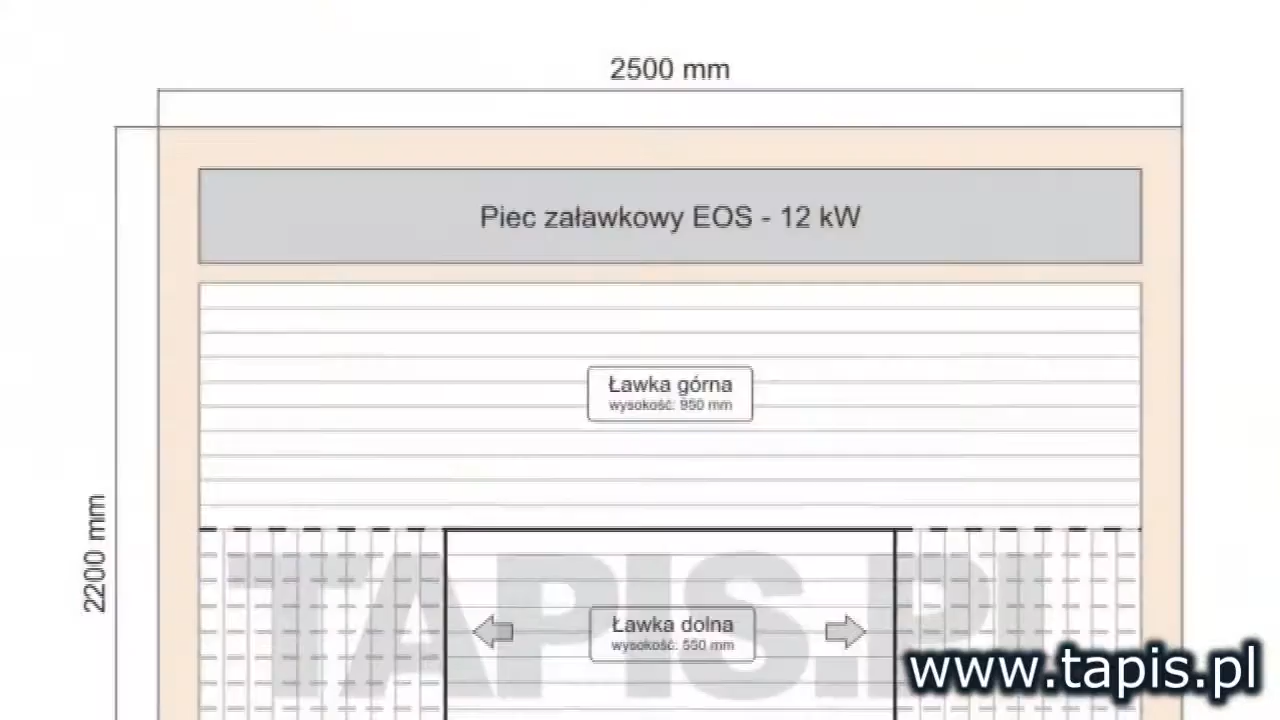 2500 mm
Piec załawkowy EOS - 12 kW
Ławka górna
wysokość: 950 mm
2200 mm
TAPIS.PL
Ławka dolna
wysokość: 550 mm
www.tapis.pl